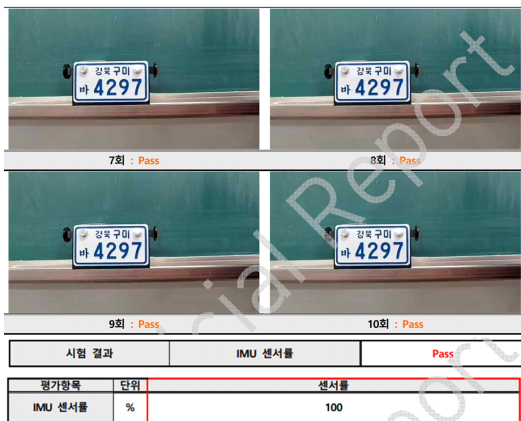 강북 구미
바 4297
강북 구미
바 4297
7회 : Pass
8회 : Pass
강북 구미
바 4297
강북 구미
바 4297
9회 : Pass
10회 : Pass
시험 결과 IMU 센서률 Pass
평가항목 단위 센서률
IMU 센서률 % 100
cial Report